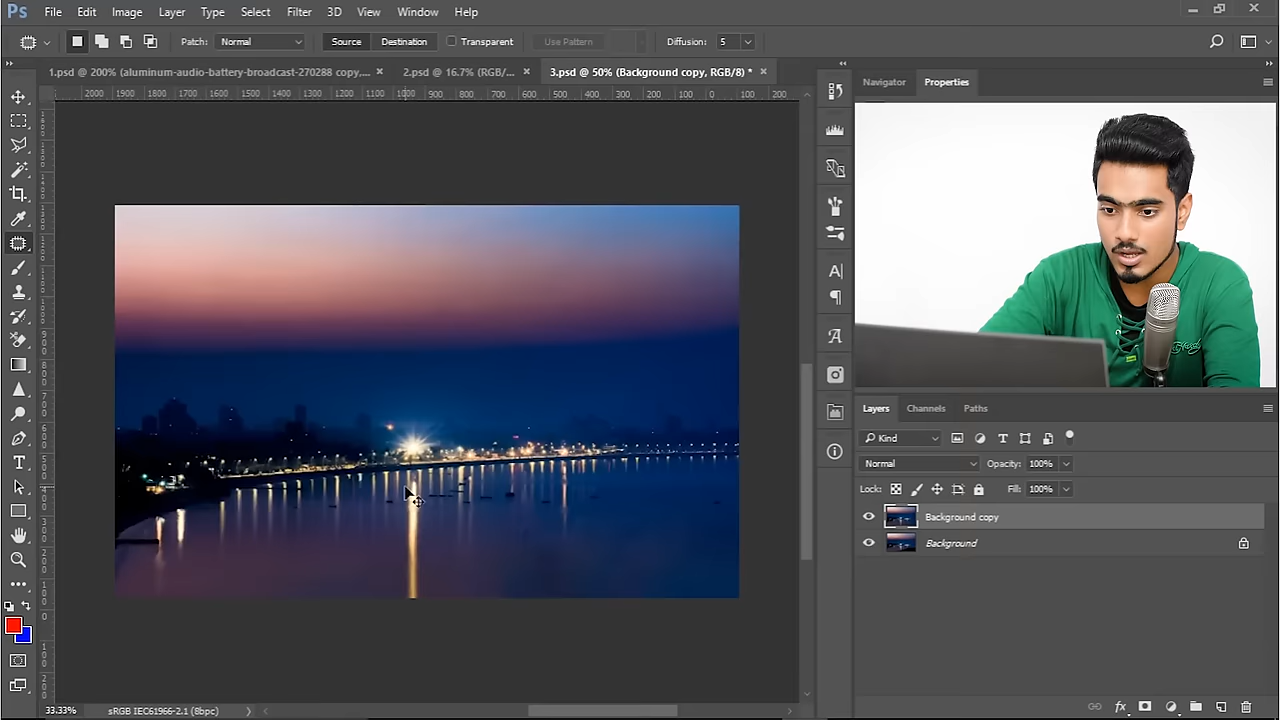 Ps File Edit Image Layer Type Select Filter 3D View Window Help
Patch: Normal Source Destination Transparent Use Pattern Diffusion: 5
1.psd @ 200% (aluminum-audio-battery-broadcast-270288 copy,... 2.psd @ 16.7% (RGB/... 3.psd @ 50% (Background copy, RGB/8) *
2000 1900 1800 1700 1600 1500 1400 1300 1200 1100 1000 900 800 700 600 500 400 300 200 100 0 100 200
Navigator Properties
Layers Channels Paths
Kind
Normal Opacity: 100%
Lock: Fill: 100%
Background copy
Background
33.33% sRGB IEC61966-2.1 (8bpc)